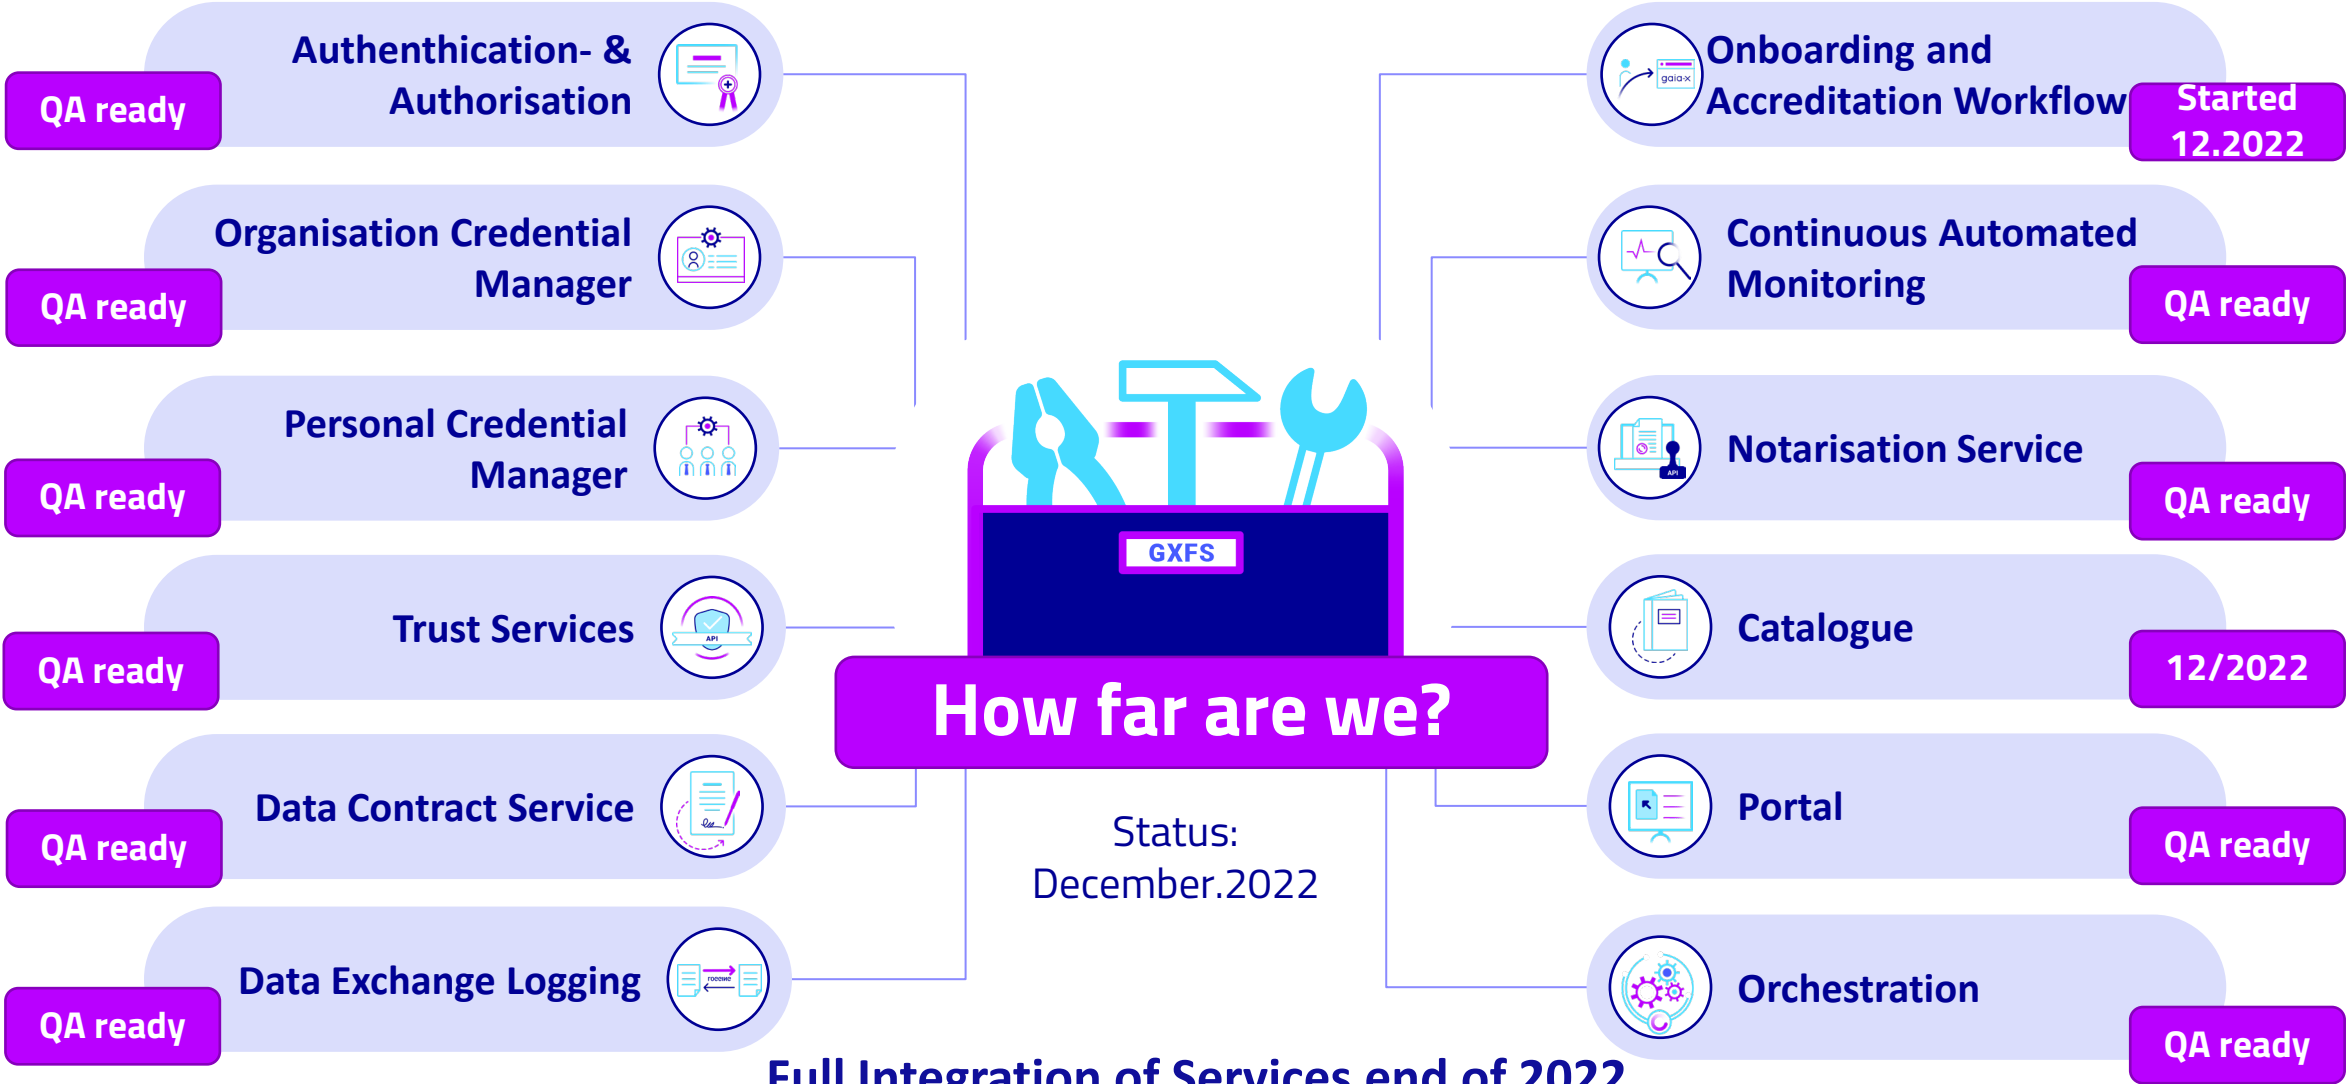 Authenthication- &
Authorisation
QA ready
Organisation Credential
Manager
QA ready
Personal Credential
Manager
QA ready
Trust Services
API
QA ready
Data Contract Service
QA ready
Data Exchange Logging
QA ready
GXFS
How far are we?
Status:
December.2022
Full Integration of Services end of 2022
gaia-x
Onboarding and
Accreditation Workflow
Started
12.2022
Continuous Automated
Monitoring
QA ready
API
Notarisation Service
QA ready
Catalogue
12/2022
Portal
QA ready
Orchestration
QA ready